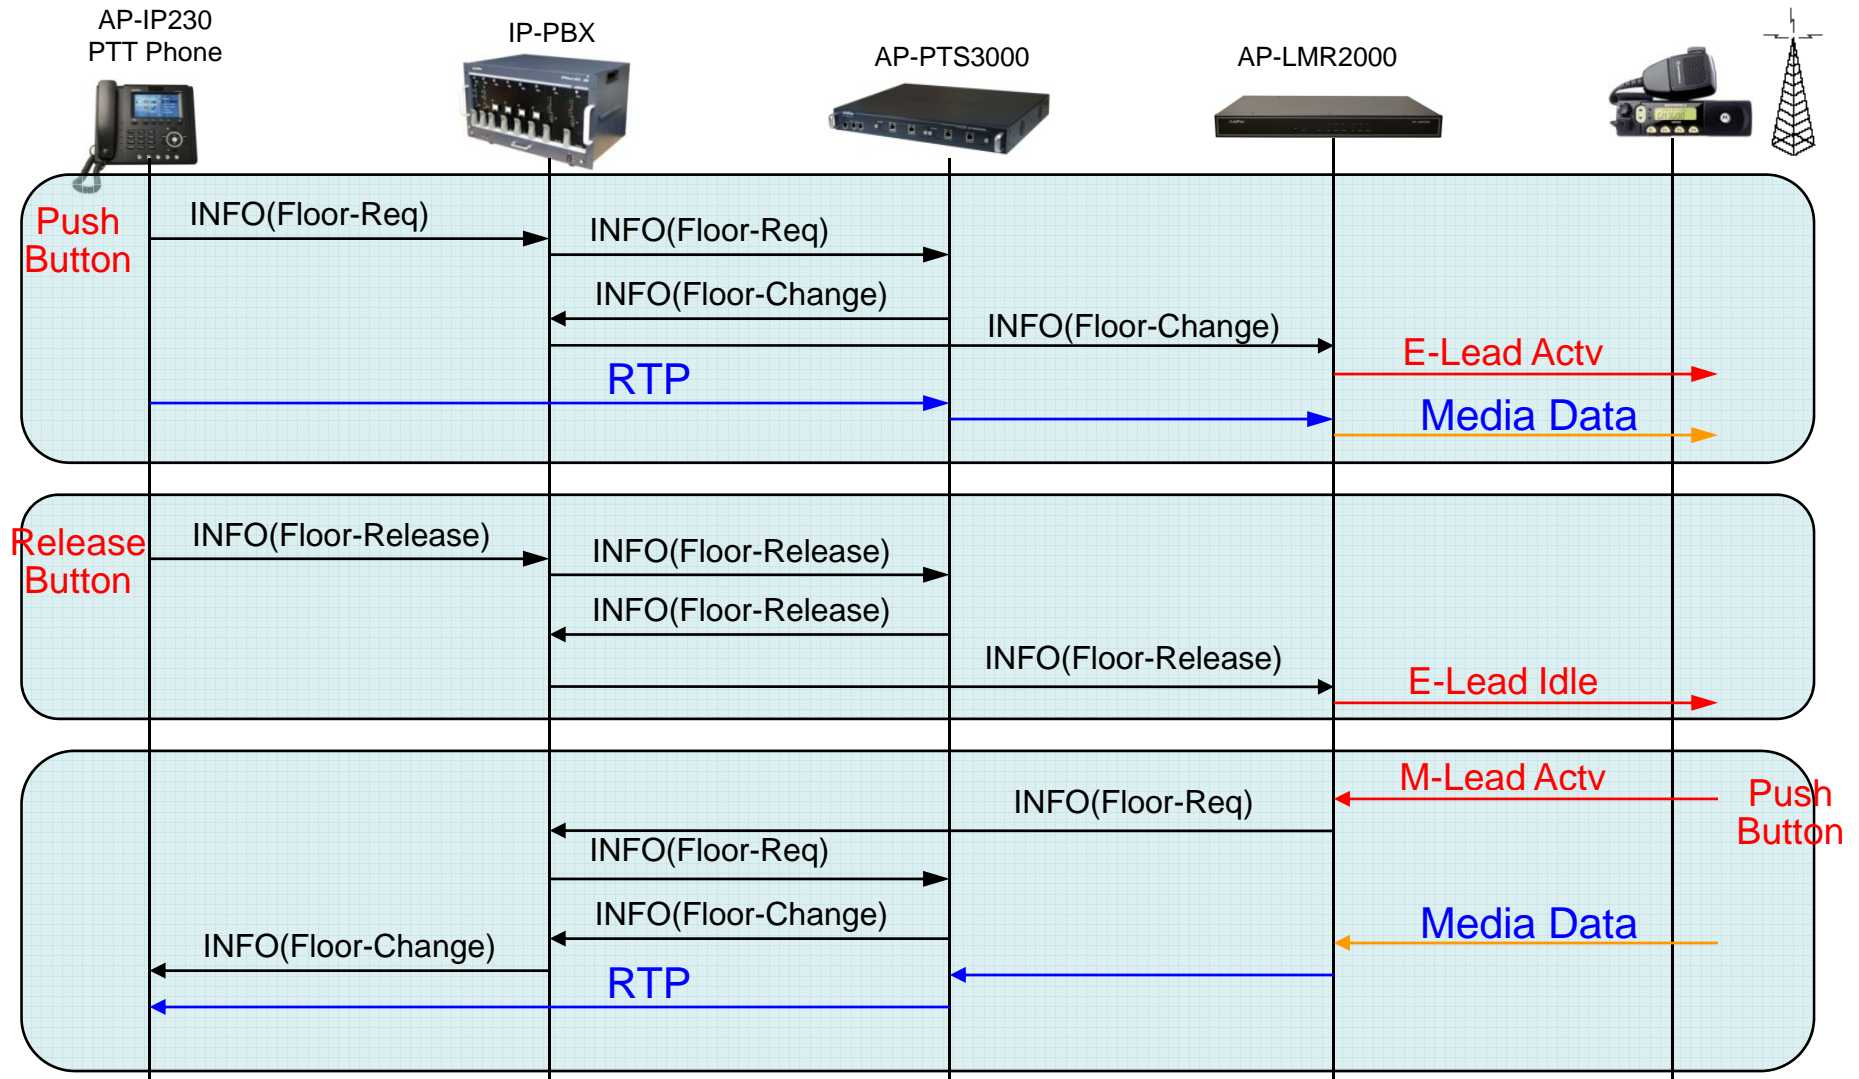 AP-IP230
PTT Phone
IP-PBX
AP-PTS3000
AP-LMR2000
Push
Button
INFO(Floor-Req)
INFO(Floor-Req)
INFO(Floor-Change)
INFO(Floor-Change)
E-Lead Actv
RTP
Media Data
Release
Button
INFO(Floor-Release)
INFO(Floor-Release)
INFO(Floor-Release)
INFO(Floor-Release)
E-Lead Idle
M-Lead Actv
Push
Button
INFO(Floor-Req)
INFO(Floor-Req)
INFO(Floor-Change)
Media Data
INFO(Floor-Change)
RTP